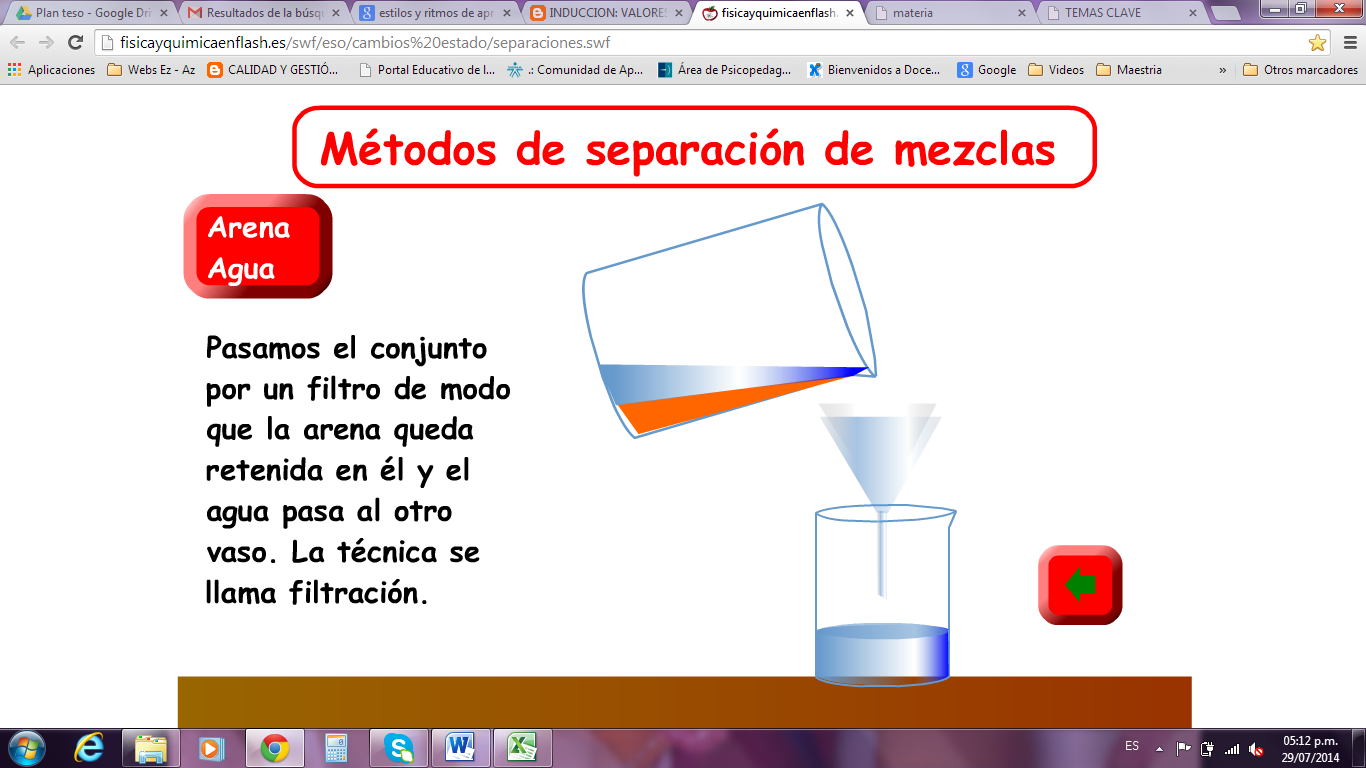 Plan teso - Google Dri
Resultados de la búsqu
estilos y ritmos de apr
INDUCCION: VALORES
fisicayquimicaenflash.
materia
TEMAS CLAVE
fisicayquimicaenflash.es/swf/eso/cambios%20estado/separaciones.swf
Aplicaciones
Webs Ez - Az
CALIDAD Y GESTIÓ...
Portal Educativo de l...
.: Comunidad de Ap...
Área de Psicopedag...
Bienvenidos a Doce...
Google
Videos
Maestria
»
Otros marcadores
Métodos de separación de mezclas
Arena
Agua
Pasamos el conjunto
por un filtro de modo
que la arena queda
retenida en él y el
agua pasa al otro
vaso. La técnica se
llama filtración.
ES
05:12 p.m.
29/07/2014